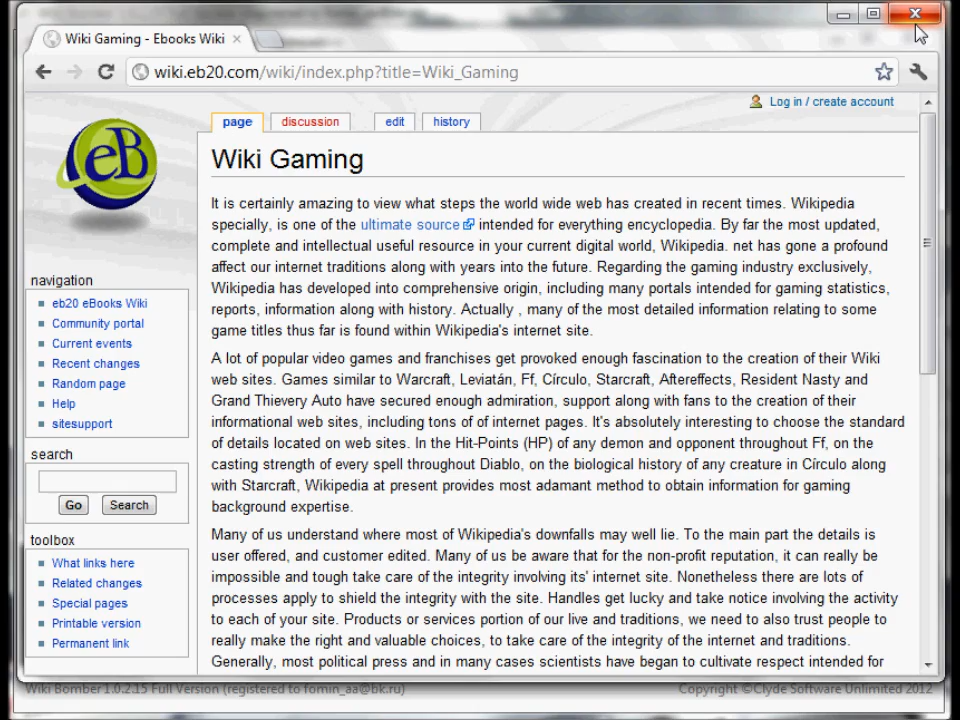 Wiki Gaming - Ebooks Wiki ×
wiki.eb20.com/wiki/index.php?title=Wiki_Gaming
Log in / create account
page discussion edit history
eB
Wiki Gaming
It is certainly amazing to view what steps the world wide web has created in recent times. Wikipedia
specially, is one of the ultimate source intended for everything encyclopedia. By far the most updated,
complete and intellectual useful resource in your current digital world, Wikipedia. net has gone a profound
affect our internet traditions along with years into the future. Regarding the gaming industry exclusively,
Wikipedia has developed into comprehensive origin, including many portals intended for gaming statistics,
reports, information along with history. Actually , many of the most detailed information relating to some
game titles thus far is found within Wikipedia's internet site.
A lot of popular video games and franchises get provoked enough fascination to the creation of their Wiki
web sites. Games similar to Warcraft, Leviatán, Ff, Círculo, Starcraft, Aftereffects, Resident Nasty and
Grand Thievery Auto have secured enough admiration, support along with fans to the creation of their
informational web sites, including tons of of internet pages. It's absolutely interesting to choose the standard
of details located on web sites. In the Hit-Points (HP) of any demon and opponent throughout Ff, on the
casting strength of every spell throughout Diablo, on the biological history of any creature in Círculo along
with Starcraft, Wikipedia at present provides most adamant method to obtain information for gaming
background expertise.
Many of us understand where most of Wikipedia's downfalls may well lie. To the main part the details is
user offered, and customer edited. Many of us be aware that for the non-profit reputation, it can really be
impossible and tough take care of the integrity involving its' internet site. Nonetheless there are lots of
processes apply to shield the integrity with the site. Handles get lucky and take notice involving the activity
to each of your site. Products or services portion of our live and traditions, we need to also trust people to
really make the right and valuable choices, to take care of the integrity of the internet and traditions.
Generally, most political press and in many cases scientists have began to cultivate respect intended for
navigation
eb20 eBooks Wiki
Community portal
Current events
Recent changes
Random page
Help
sitesupport
search
Go Search
toolbox
What links here
Related changes
Special pages
Printable version
Permanent link
Wiki Bomber 1.0.2.15 Full Version (registered to fomin_aa@bk.ru) Copyright ©Clyde Software Unlimited 2012